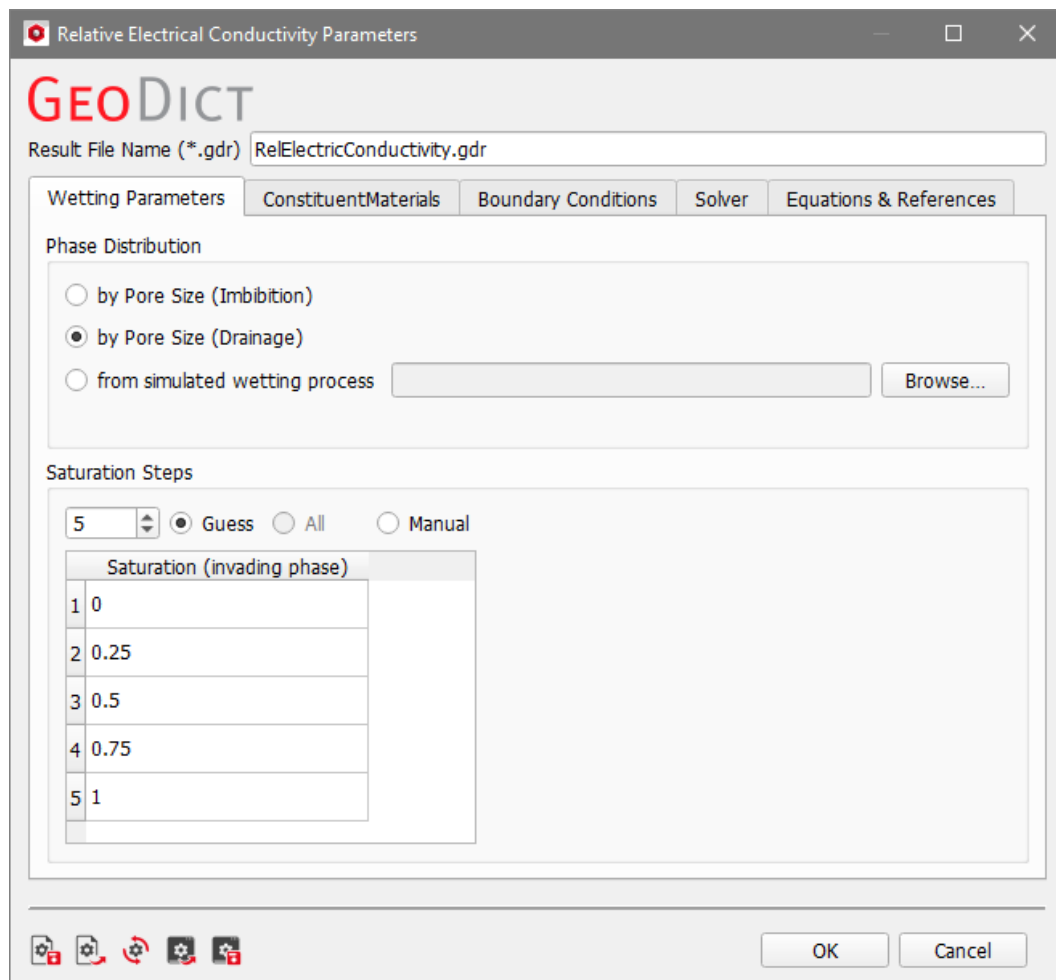 Relative Electrical Conductivity Parameters
GEODICT
Result File Name (*.gdr) RelElectricConductivity.gdr
Wetting Parameters ConstituentMaterials Boundary Conditions Solver Equations & References
Phase Distribution
by Pore Size (Imbibition)
by Pore Size (Drainage)
from simulated wetting process Browse...
Saturation Steps
5 Guess All Manual
Saturation (invading phase)
1 0
2 0.25
3 0.5
4 0.75
5 1
OK Cancel